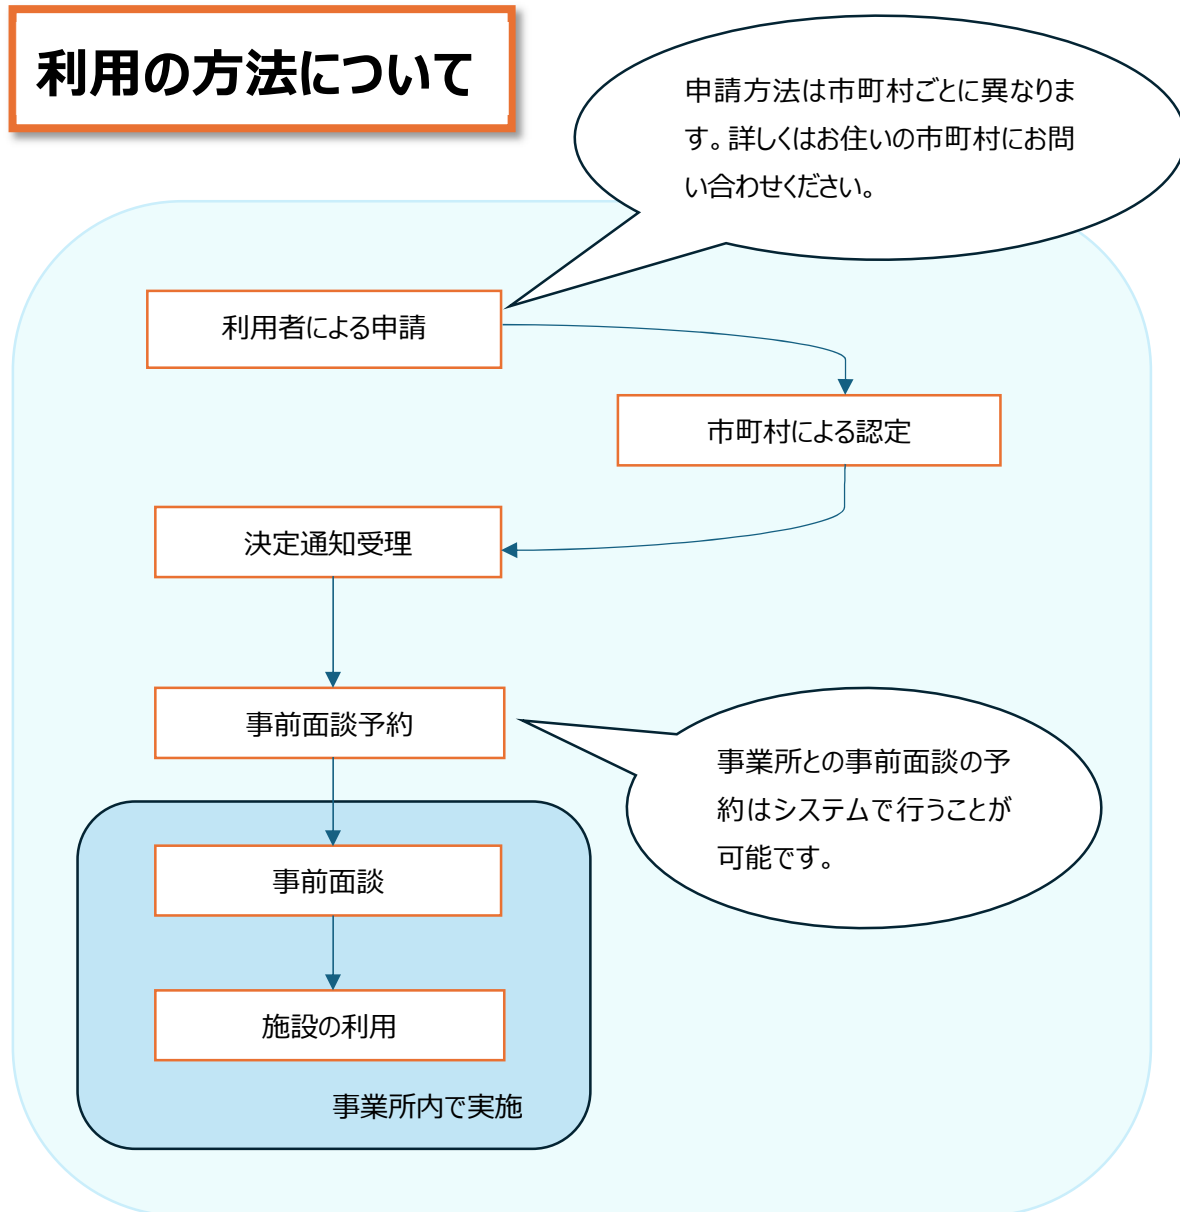 利用の方法について
申請方法は市町村ごとに異なりま
す。詳しくはお住いの市町村にお問
い合わせください。
利用者による申請
市町村による認定
決定通知受理
事前面談予約
事業所との事前面談の予
約はシステムで行うことが
可能です。
事前面談
施設の利用
事業所内で実施